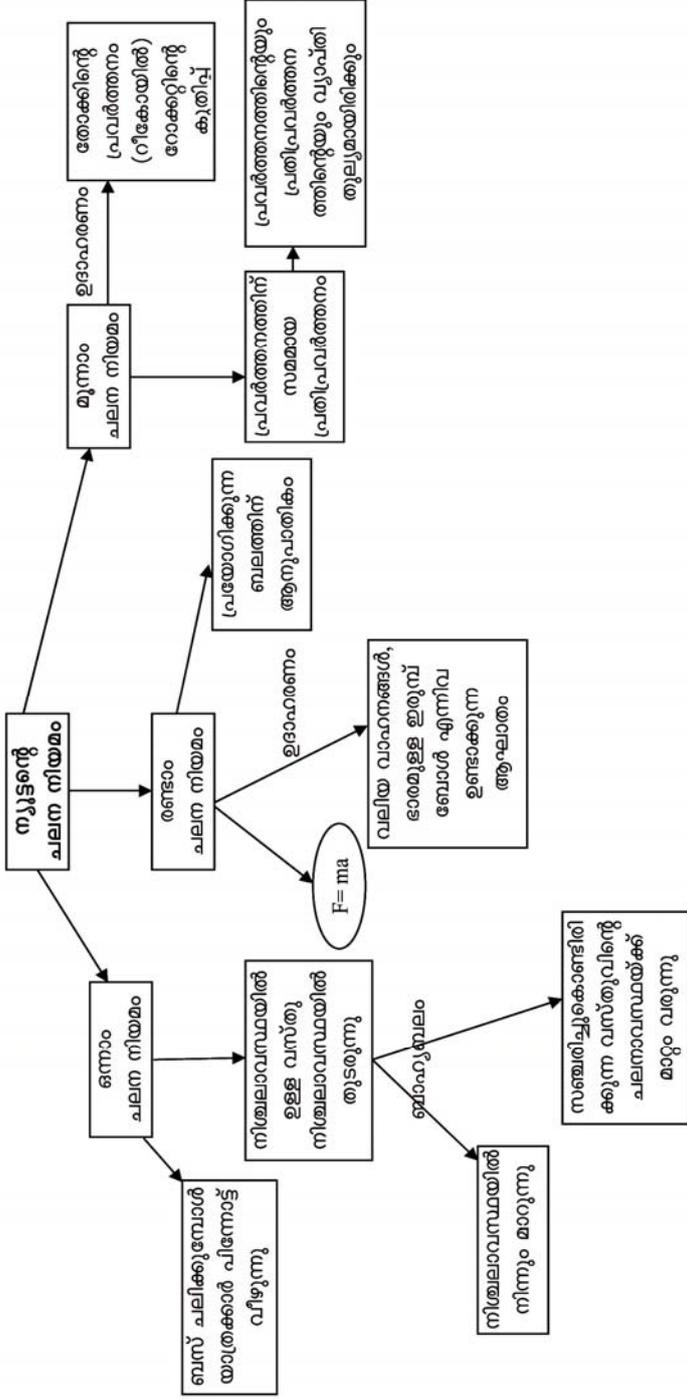 ന്യൂട്ടന്റെ
ചലന നിയമം
ഒന്നാം
ചലന നിയമം
ബസ്സ് ചലിക്കുമ്പോൾ
യാത്രക്കാർ പിന്നോട്ട്
വീഴുന്നു
നിശ്ചലാവസ്ഥയിൽ
ഉള്ള വസ്തു
നിശ്ചലാവസ്ഥയിൽ
തുടരുന്നു
ബാഹ്യബലം
നിശ്ചലാവസ്ഥയിൽ
നിന്നും മാറുന്നു
സഞ്ചരിച്ചുകൊണ്ടിരി
ക്കുന്ന വസ്തുവിന്റെ
ചലനാവസ്ഥയ്ക്ക്
മാറ്റം വരുന്നു
രണ്ടാം
ചലന നിയമം
F= ma
ഉദാഹരണം
വലിയ വാഹനങ്ങൾ,
ഭാരമുള്ള ഇരുമ്പ്
ബോൾ എന്നിവ
ഉണ്ടാക്കുന്ന
ആഘാതം
പ്രയോഗിക്കുന്ന
ബലത്തിന്
ആനുപാതികം
മൂന്നാം
ചലന നിയമം
ഉദാഹരണം
തോക്കിന്റെ
പ്രവർത്തനം
(റീകോയിൽ)
റോക്കറ്റിന്റെ
കുതിപ്പ്
പ്രവർത്തനത്തിന്
സമമായ
പ്രതിപ്രവർത്തനം
പ്രവർത്തനത്തിന്റെയും
പ്രതിപ്രവർത്തന
ത്തിന്റെയും വ്യാപ്തി
തുല്യമായിരിക്കും